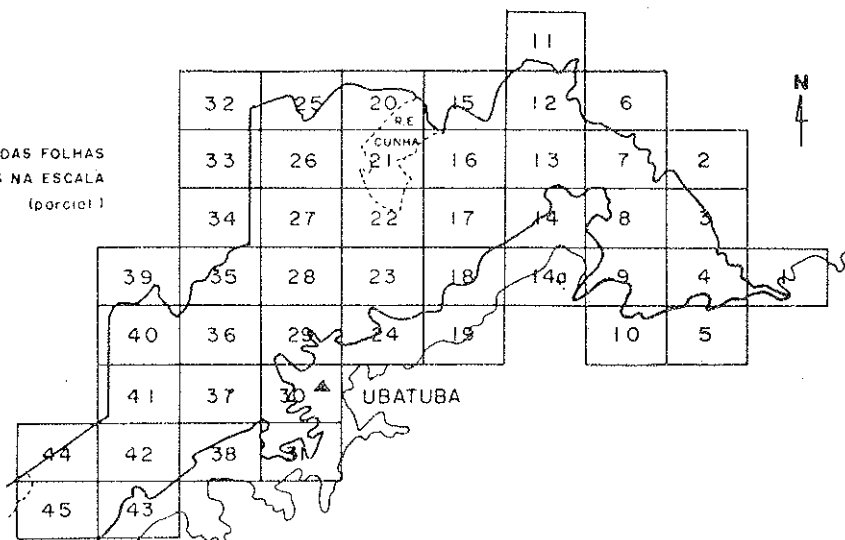 11
N
32 25 20 15 12 6
R.E
CUNHA
DAS FOLHAS
S NA ESCALA
(parcial)
33 26 21 16 13 7 2
34 27 22 17 14 8 3
39 35 28 23 18 14a 9 4 1
40 36 29 24 19 10 5
41 37 30 UBATUBA
44 42 38 31
45 43